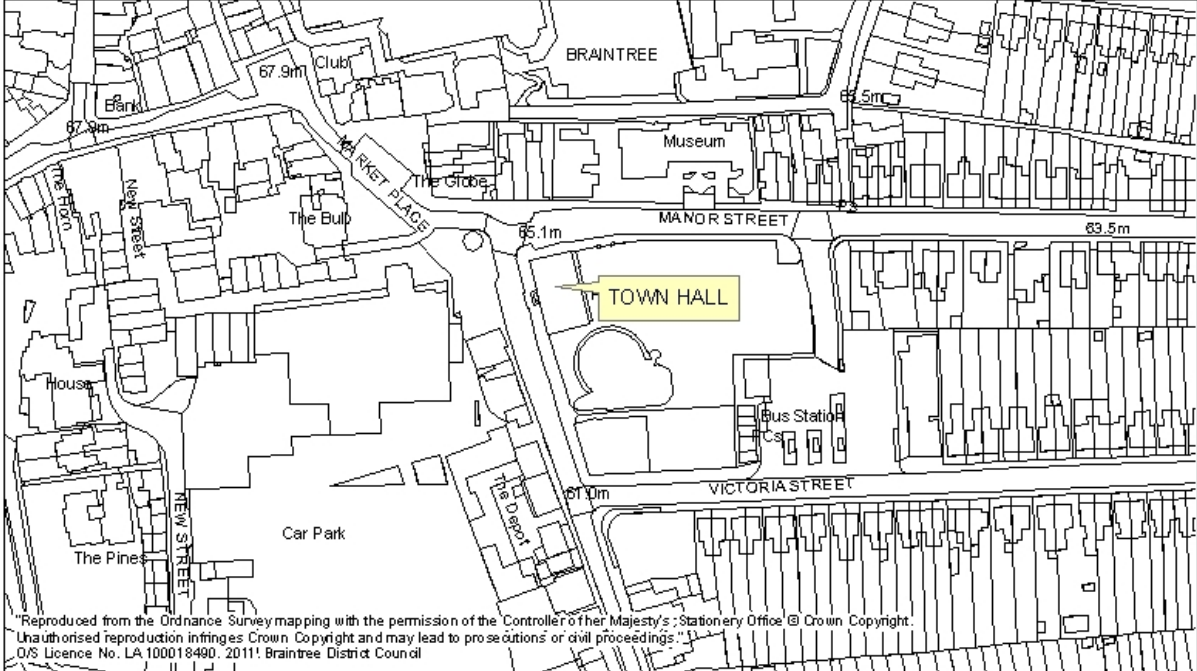 BRAINTREE
Club
67.9m
Bank
67.9m
65.5m
Museum
MARKET PLACE
The Globe
The Horn
New Street
The Bull
MANOR STREET
PS
65.1m
63.5m
TOWN HALL
House
Bus Station
Cs
VICTORIA STREET
61.0m
The Depot
NEW STREET
Car Park
The Pines
"Reproduced from the Ordnance Survey mapping with the permission of the Controller of her Majesty's Stationery Office © Crown Copyright.
Unauthorised reproduction infringes Crown Copyright and may lead to prosecutions or civil proceedings."
O/S Licence No. LA 100018490. 2011! Braintree District Council